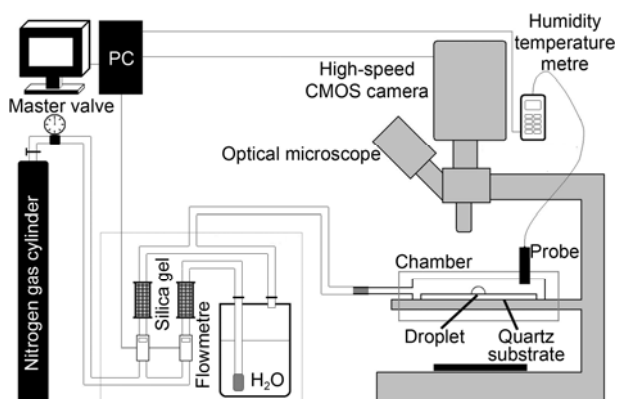 PC
Master valve
High-speed
CMOS camera
Humidity
temperature
metre
Optical microscope
Nitrogen gas cylinder
Silica gel
Flowmetre
H₂O
Chamber
Probe
Droplet
Quartz
substrate